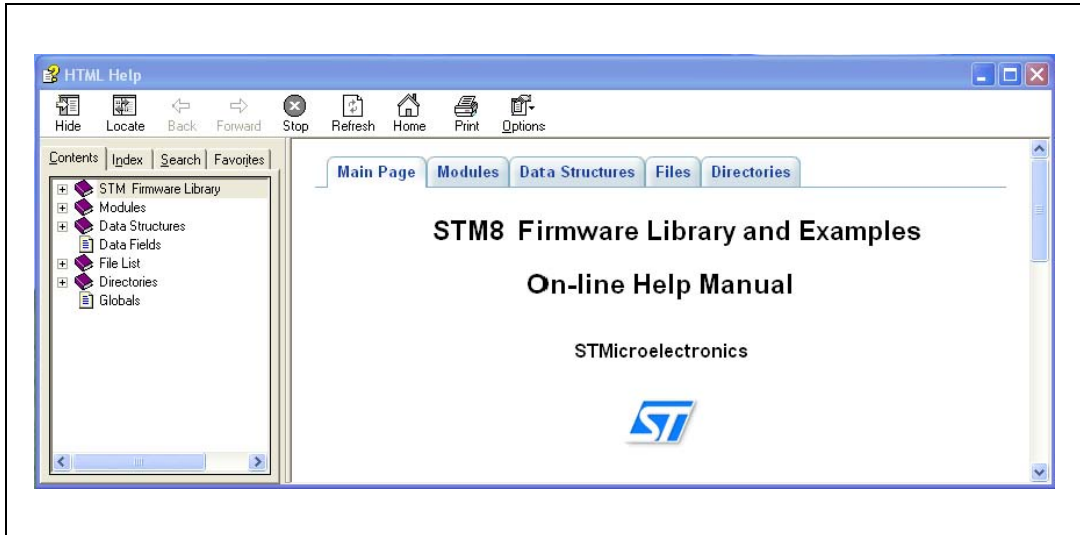 HTML Help
Hide Locate Back Forward Stop Refresh Home Print Options
Contents Index Search Favorites
STM Firmware Library
Modules
Data Structures
Data Fields
File List
Directories
Globals
Main Page Modules Data Structures Files Directories
STM8 Firmware Library and Examples
On-line Help Manual
STMicroelectronics
ST